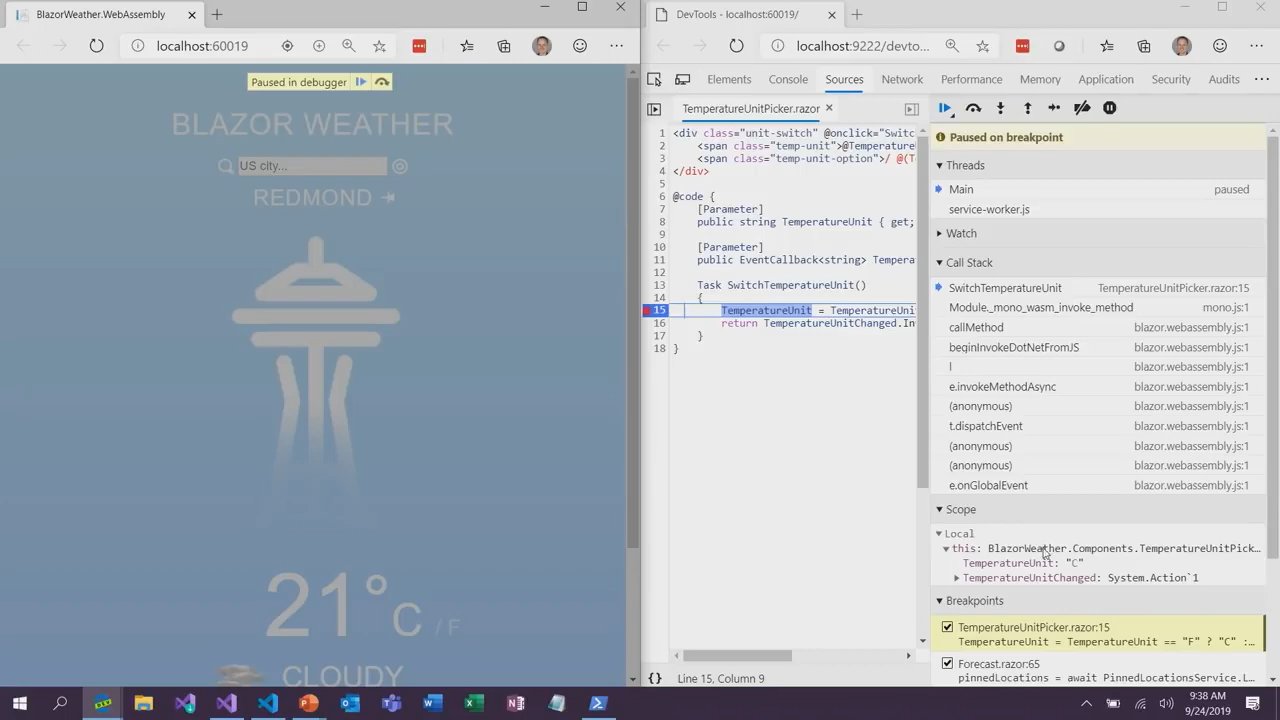 BlazorWeather.WebAssembly
localhost:60019
Paused in debugger
BLAZOR WEATHER
US city...
REDMOND
21°C / F
CLOUDY
DevTools - localhost:9222/
localhost:9222/devto...
Elements Console Sources Network Performance Memory Application Security Audits
TemperatureUnitPicker.razor
1 <div class="unit-switch" @onclick="Switc
2 <span class="temp-unit">@Temperature
3 <span class="temp-unit-option">/ @(T
4 </div>
5
6 @code {
7 [Parameter]
8 public string TemperatureUnit { get;
9
10 [Parameter]
11 public EventCallback<string> Tempera
12
13 Task SwitchTemperatureUnit()
14 {
15 TemperatureUnit = TemperatureUni
16 return TemperatureUnitChanged.In
17 }
18 }
{} Line 15, Column 9
Paused on breakpoint
Threads
Main paused
service-worker.js
Watch
Call Stack
SwitchTemperatureUnit TemperatureUnitPicker.razor:15
Module._mono_wasm_invoke_method mono.js:1
callMethod blazor.webassembly.js:1
beginInvokeDotNetFromJS blazor.webassembly.js:1
l blazor.webassembly.js:1
e.invokeMethodAsync blazor.webassembly.js:1
(anonymous) blazor.webassembly.js:1
t.dispatchEvent blazor.webassembly.js:1
(anonymous) blazor.webassembly.js:1
(anonymous) blazor.webassembly.js:1
e.onGlobalEvent blazor.webassembly.js:1
Scope
Local
this: BlazorWeather.Components.TemperatureUnitPick...
TemperatureUnit: "C"
TemperatureUnitChanged: System.Action`1
Breakpoints
TemperatureUnitPicker.razor:15
TemperatureUnit = TemperatureUnit == "F" ? "C" :...
Forecast.razor:65
pinnedLocations = await PinnedLocationsService.L...
9:38 AM
9/24/2019